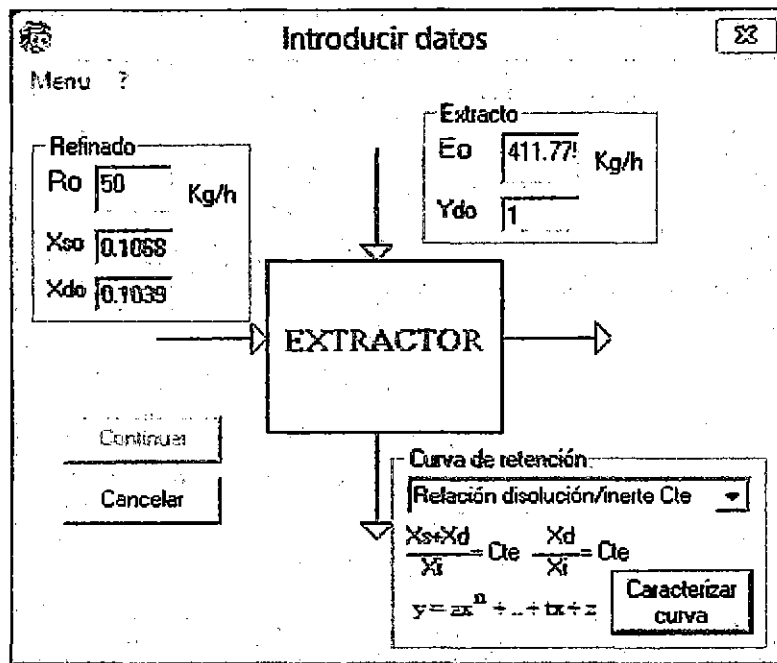 Introducir datos
Menu ?
Refinado
Ro 50 Kg/h
Xso 0.1068
Xdo 0.1039
Extracto
Eo 411.775 Kg/h
Ydo 1
EXTRACTOR
Continuar
Cancelar
Curva de retención
Relación disolución/inerte Cte
Xs+Xd/Xi = Cte Xd/Xi = Cte
y = ax^n + .. + tx + z
Caracterizar
curva